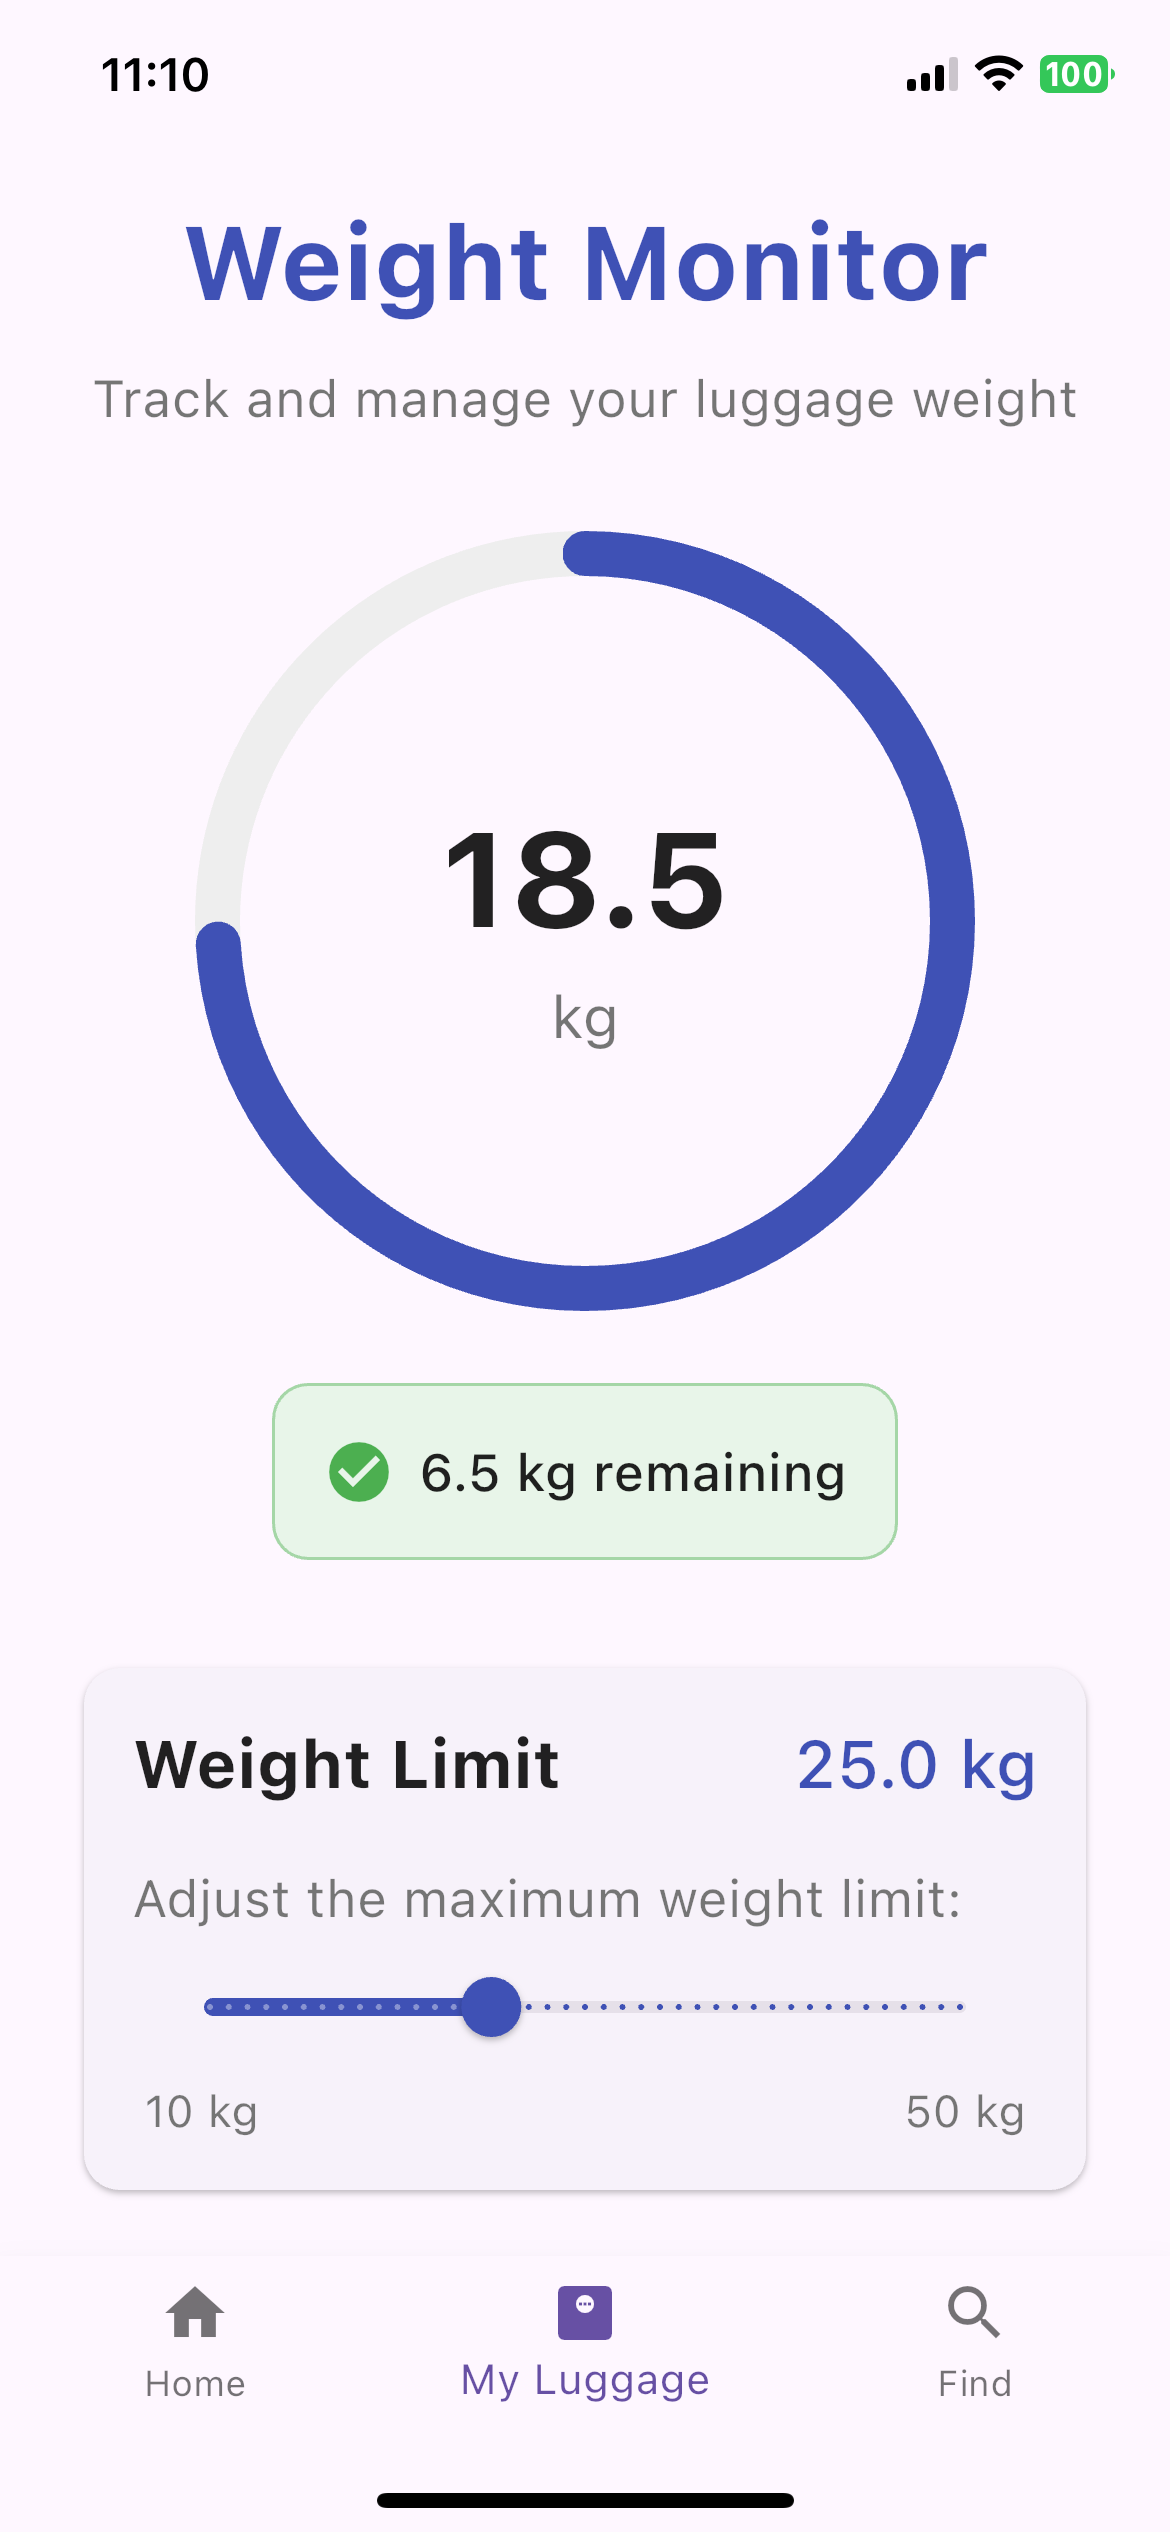 11:10
100
Weight Monitor
Track and manage your luggage weight
18.5
kg
6.5 kg remaining
Weight Limit 25.0 kg
Adjust the maximum weight limit:
10 kg 50 kg
Home My Luggage Find